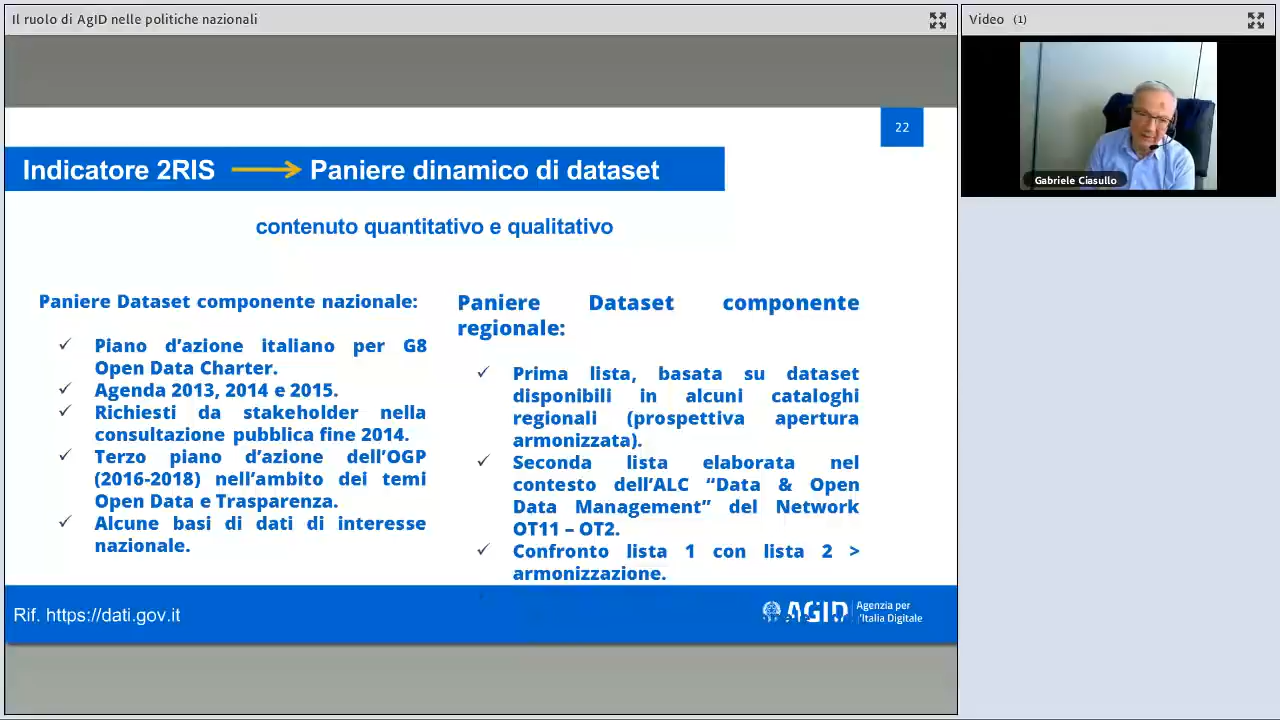 Il ruolo di AgID nelle politiche nazionali
Video (1)
22
Indicatore 2RIS Paniere dinamico di dataset
contenuto quantitativo e qualitativo
Paniere Dataset componente nazionale:
✓ Piano d'azione italiano per G8
Open Data Charter.
✓ Agenda 2013, 2014 e 2015.
✓ Richiesti da stakeholder nella
consultazione pubblica fine 2014.
✓ Terzo piano d'azione dell'OGP
(2016-2018) nell'ambito dei temi
Open Data e Trasparenza.
✓ Alcune basi di dati di interesse
nazionale.
Paniere Dataset componente
regionale:
✓ Prima lista, basata su dataset
disponibili in alcuni cataloghi
regionali (prospettiva apertura
armonizzata).
✓ Seconda lista elaborata nel
contesto dell'ALC “Data & Open
Data Management” del Network
OT11 – OT2.
✓ Confronto lista 1 con lista 2 >
armonizzazione.
Rif. https://dati.gov.it
AGID
Agenzia per
l'Italia Digitale
Gabriele Ciasullo